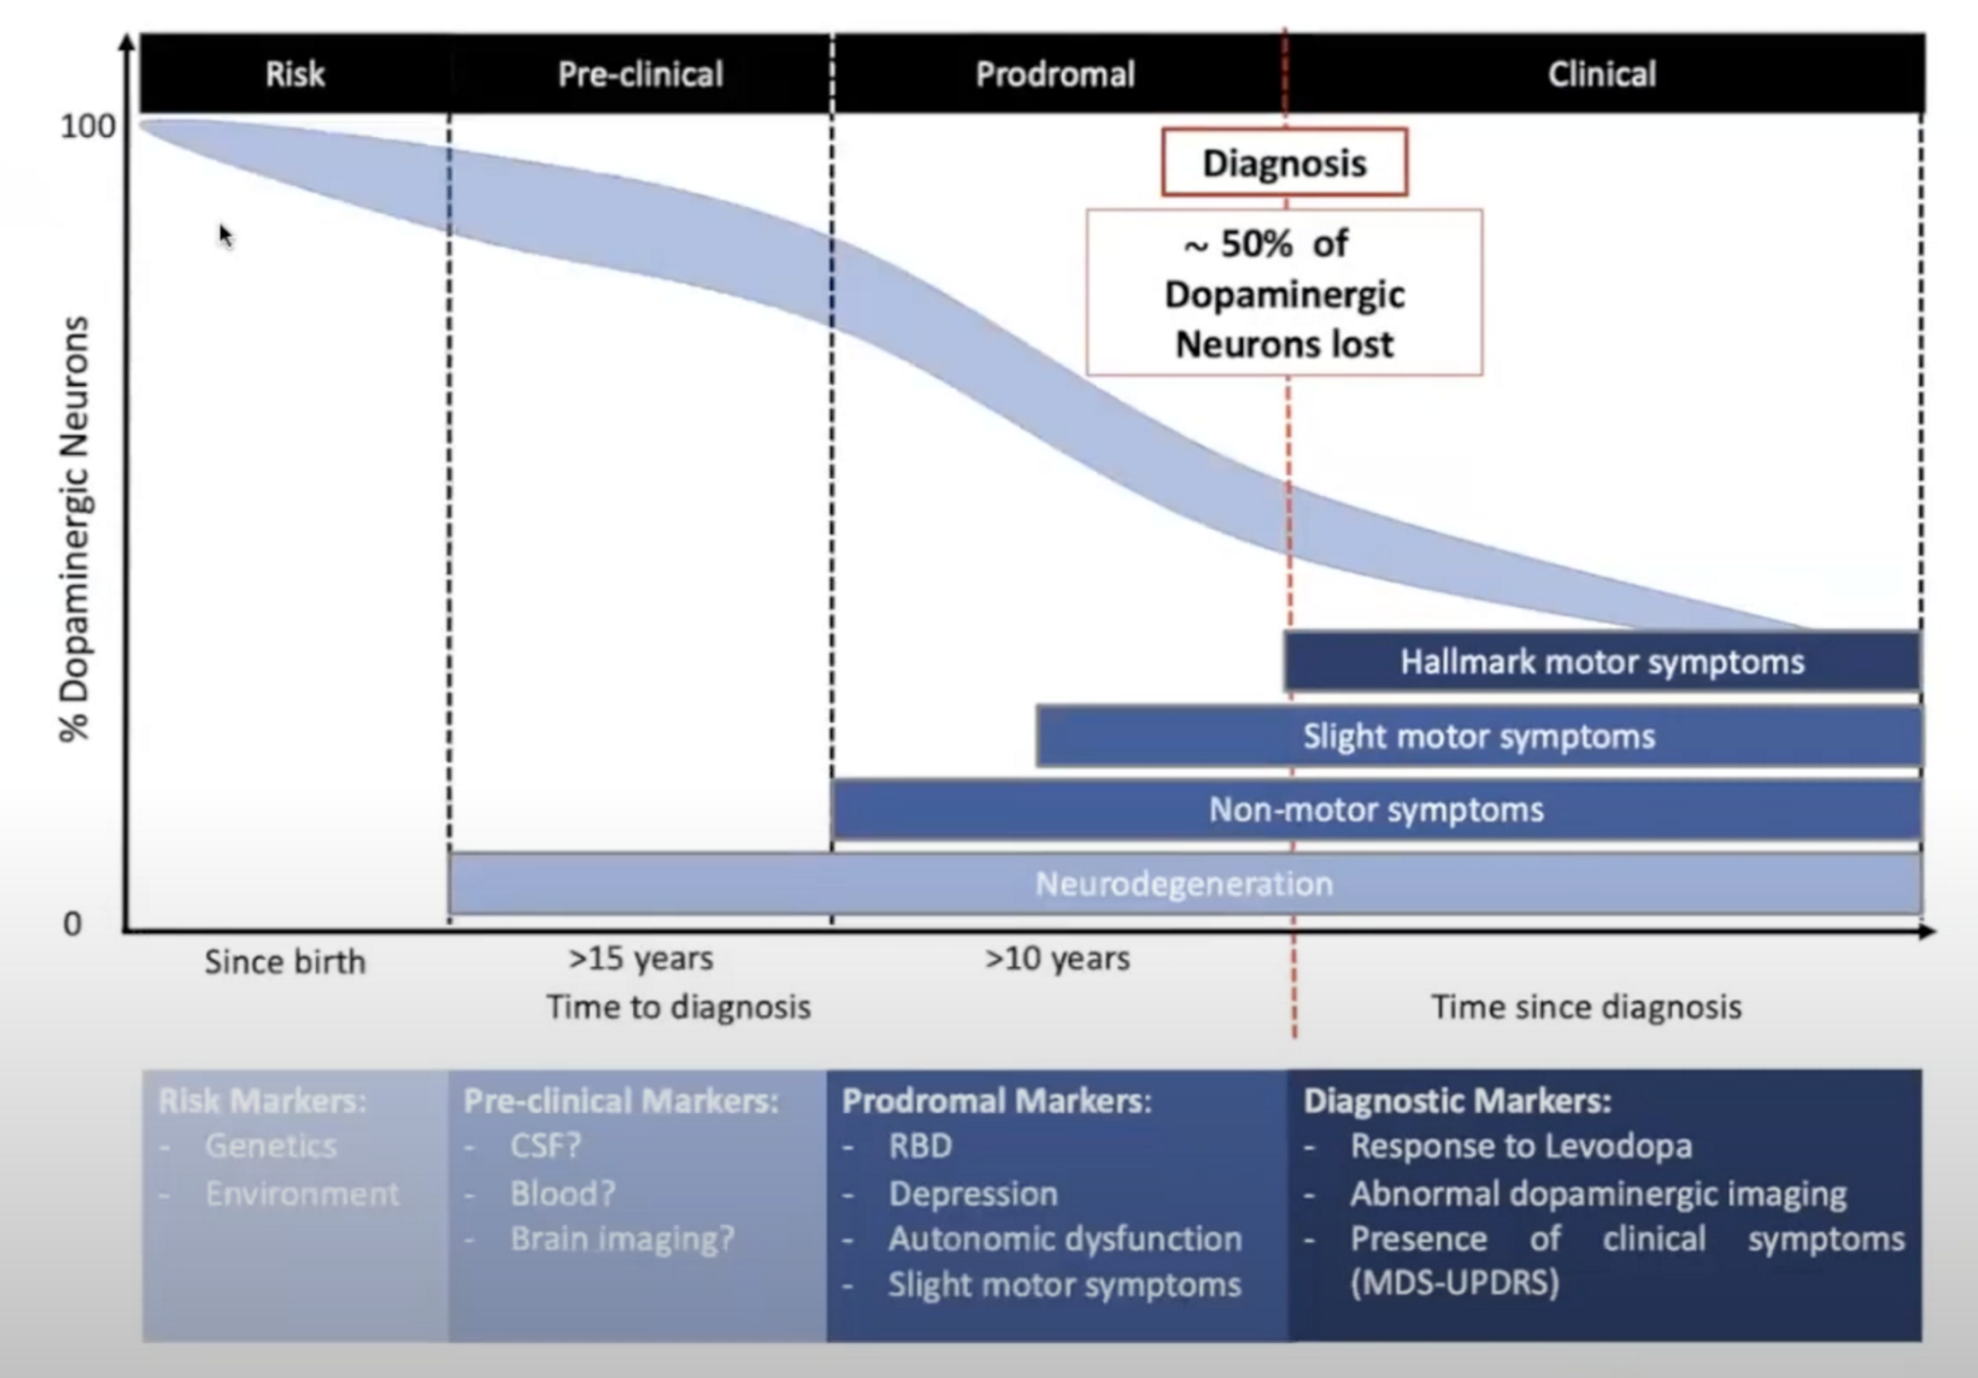 Risk
Pre-clinical
Prodromal
Clinical
100
Diagnosis
~ 50% of
Dopaminergic
Neurons lost
% Dopaminergic Neurons
Hallmark motor symptoms
Slight motor symptoms
Non-motor symptoms
Neurodegeneration
0
Since birth
>15 years
>10 years
Time to diagnosis
Time since diagnosis
Risk Markers:
- Genetics
- Environment
Pre-clinical Markers:
- CSF?
- Blood?
- Brain imaging?
Prodromal Markers:
- RBD
- Depression
- Autonomic dysfunction
- Slight motor symptoms
Diagnostic Markers:
- Response to Levodopa
- Abnormal dopaminergic imaging
- Presence of clinical symptoms
(MDS-UPDRS)